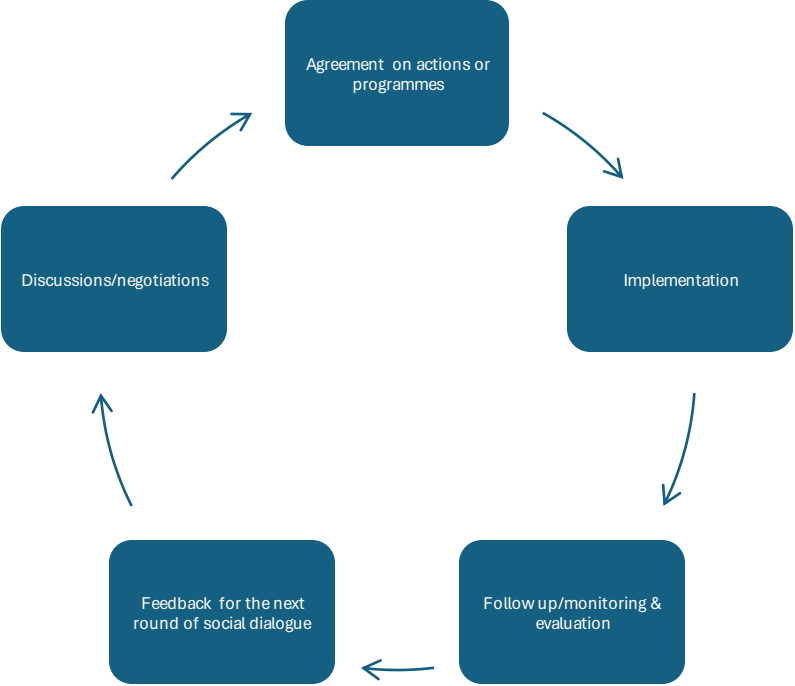 Agreement on actions or
programmes
Implementation
Follow up/monitoring &
evaluation
Feedback for the next
round of social dialogue
Discussions/negotiations